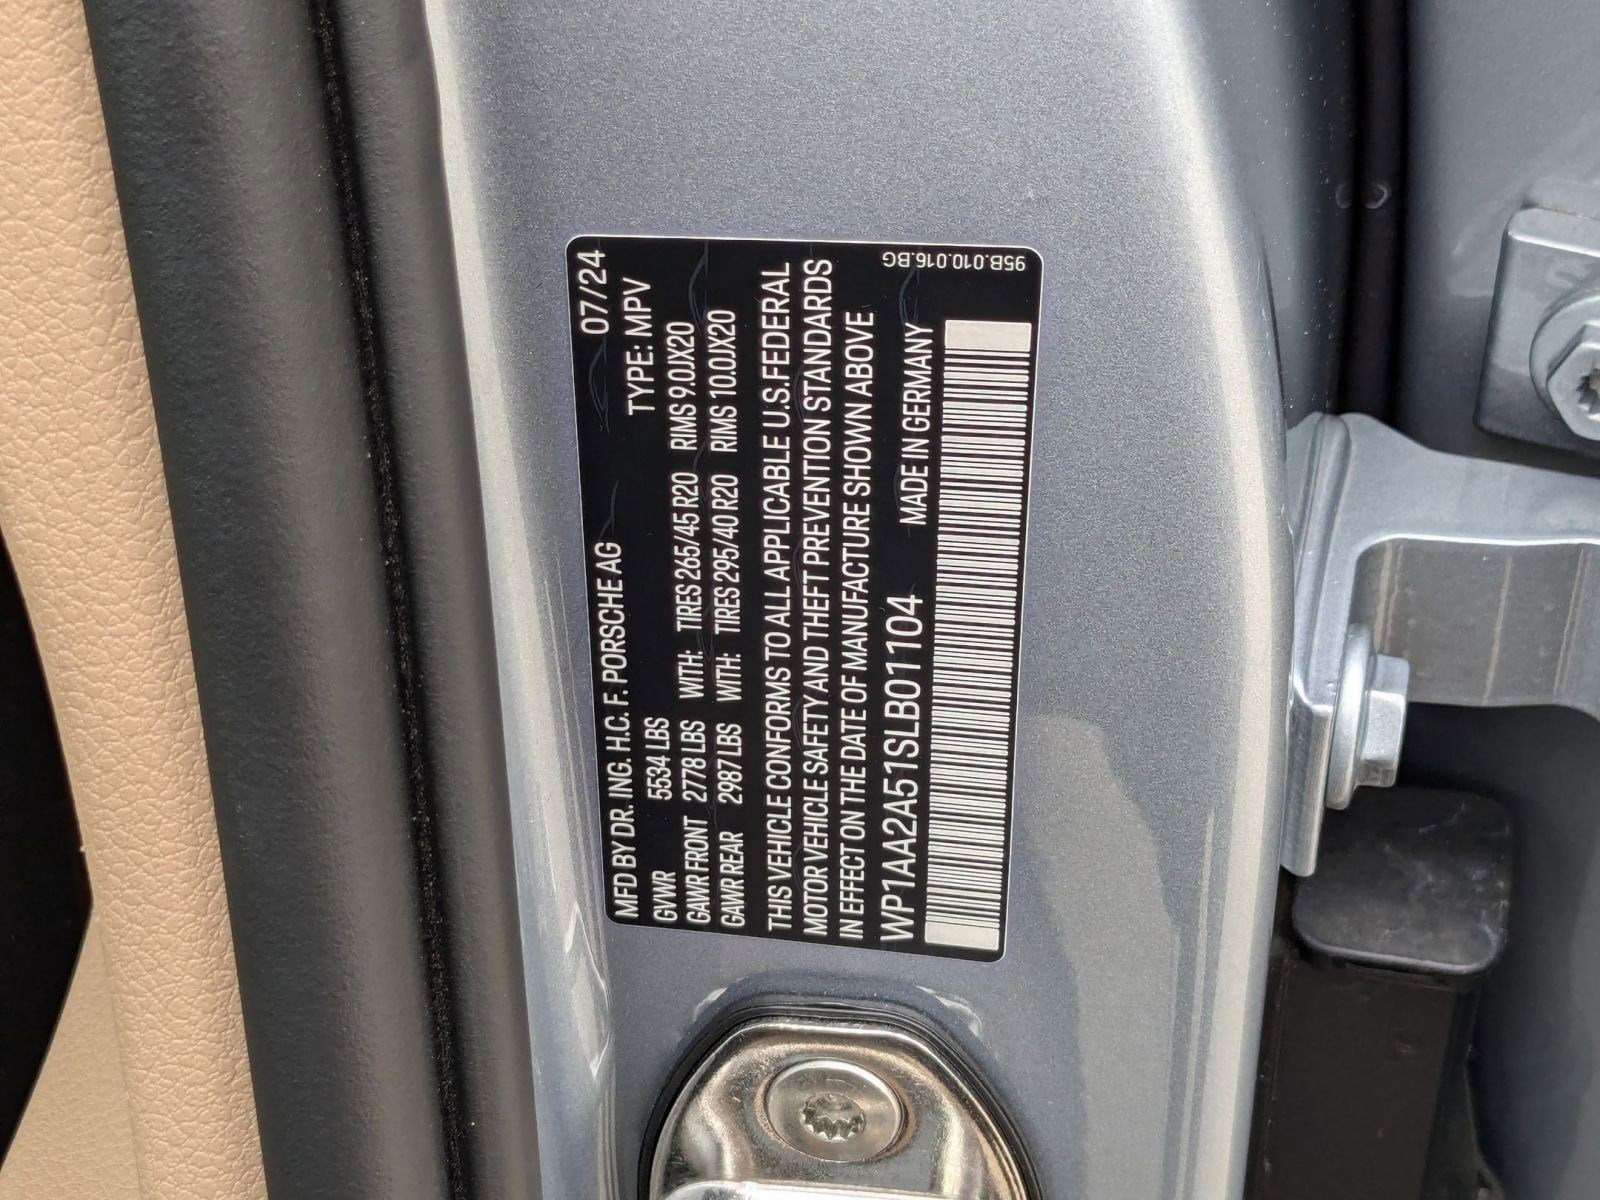 MFD BY DR. ING. H.C. F. PORSCHE AG 07/24
GVWR 5534 LBS TYPE: MPV
GAWR FRONT 2778 LBS WITH: TIRES 265/45 R20 RIMS 9.0JX20
GAWR REAR 2987 LBS WITH: TIRES 295/40 R20 RIMS 10.0JX20
THIS VEHICLE CONFORMS TO ALL APPLICABLE U.S. FEDERAL
MOTOR VEHICLE SAFETY AND THEFT PREVENTION STANDARDS
IN EFFECT ON THE DATE OF MANUFACTURE SHOWN ABOVE
WP1AA2A51SLB01104 MADE IN GERMANY
95B.010.016.BG